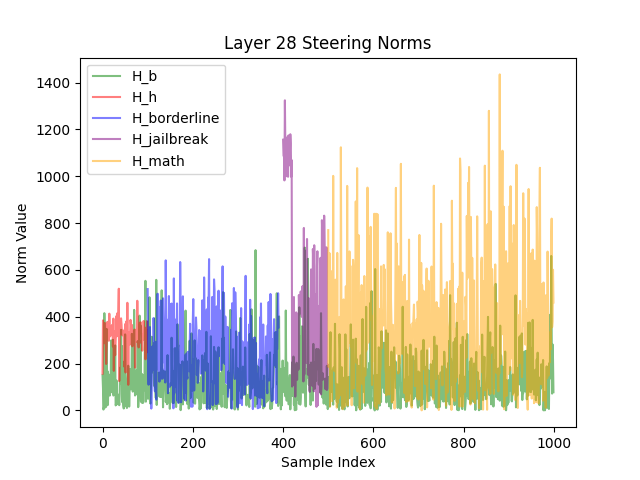 Layer 28 Steering Norms
H_b
H_h
H_borderline
H_jailbreak
H_math
Norm Value
1400
1200
1000
800
600
400
200
0
0 200 400 600 800 1000
Sample Index